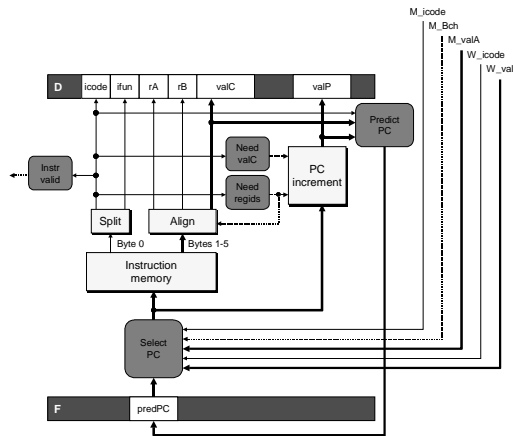 M_icode
M_Bch
M_valA
W_icode
W_val
D icode ifun rA rB valC valP
Predict
PC
Need
valC
PC
increment
Instr
valid
Need
regids
Split
Align
Byte 0
Bytes 1-5
Instruction
memory
Select
PC
F predPC